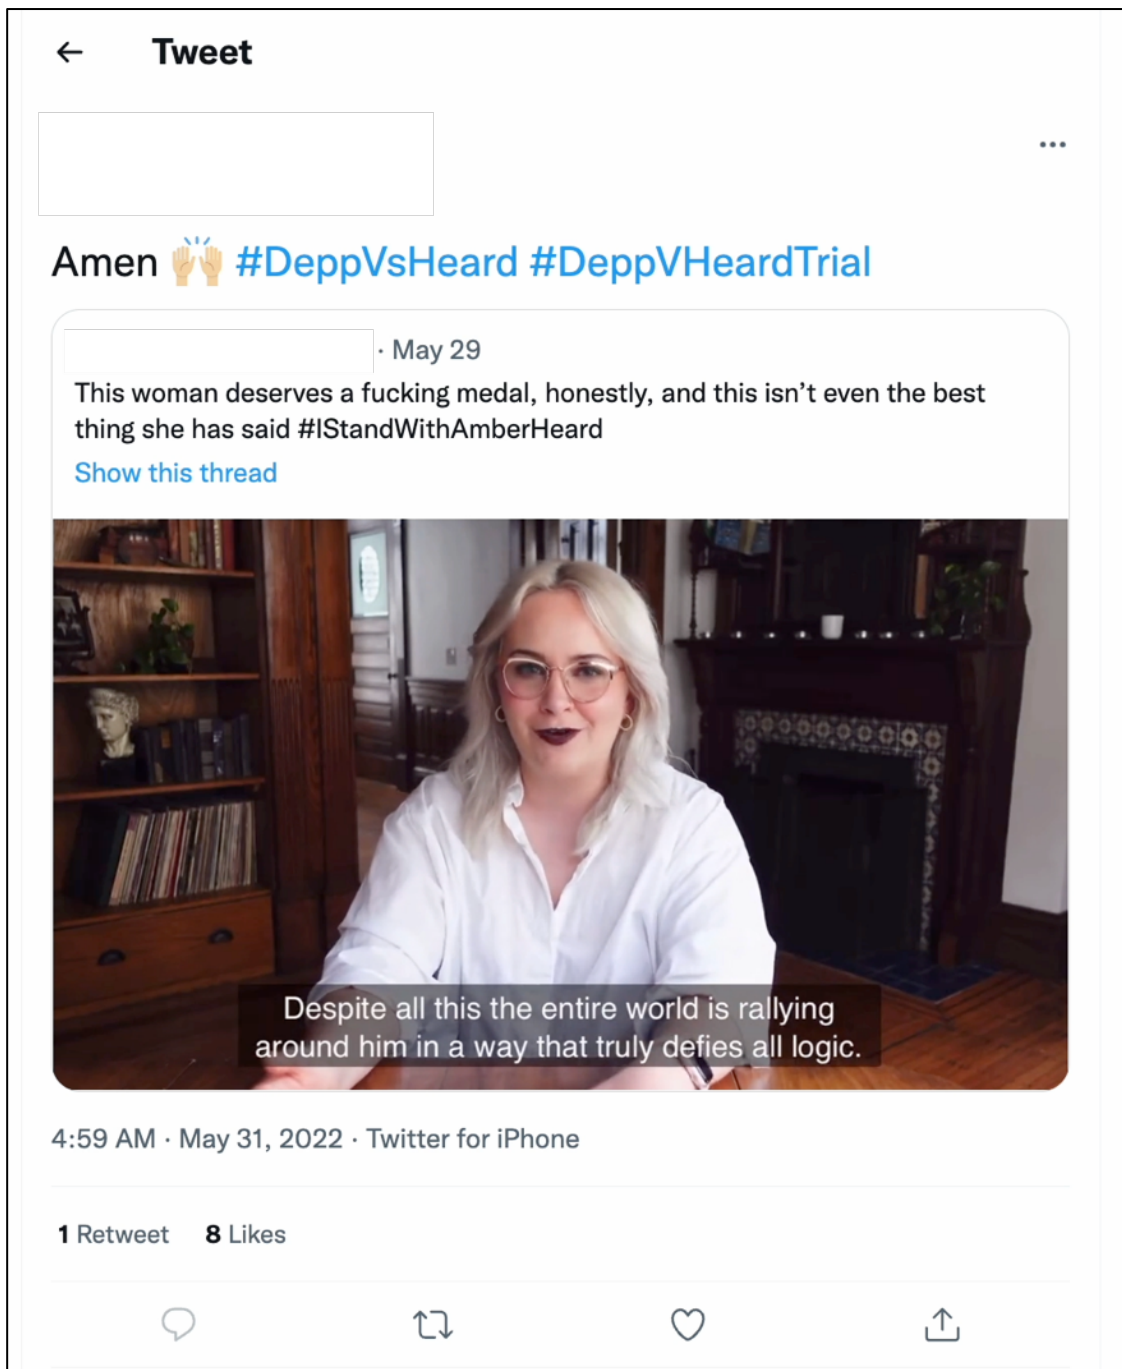 Tweet
Amen 🙌🏼 #DeppVsHeard #DeppVHeardTrial
· May 29
This woman deserves a fucking medal, honestly, and this isn’t even the best
thing she has said #IStandWithAmberHeard
Show this thread
Despite all this the entire world is rallying
around him in a way that truly defies all logic.
4:59 AM · May 31, 2022 · Twitter for iPhone
1 Retweet 8 Likes